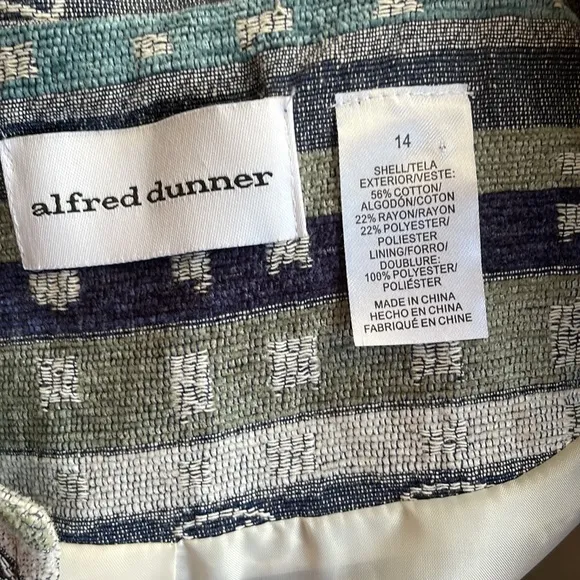 alfred dunner
14
SHELL/TELA
EXTERIOR/VESTE:
56% COTTON/
ALGODÓN/COTON
22% RAYON/RAYON
22% POLYESTER/
POLIESTER
LINING/FORRO/
DOUBLURE:
100% POLYESTER/
POLIÉSTER
MADE IN CHINA
HECHO EN CHINA
FABRIQUÉ EN CHINE